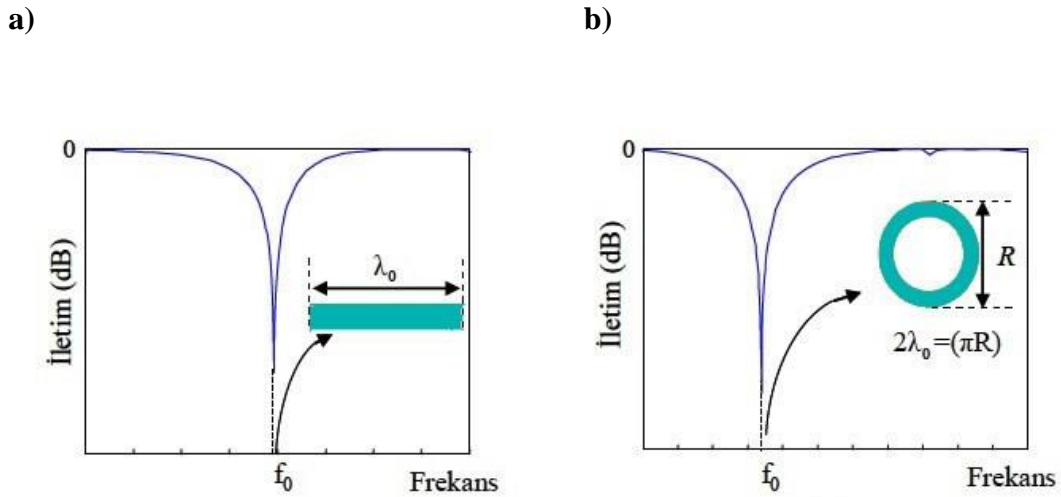 a)
0
İletim (dB)
λ₀
f₀
Frekans
b)
0
İletim (dB)
R
2λ₀=(πR)
f₀
Frekans